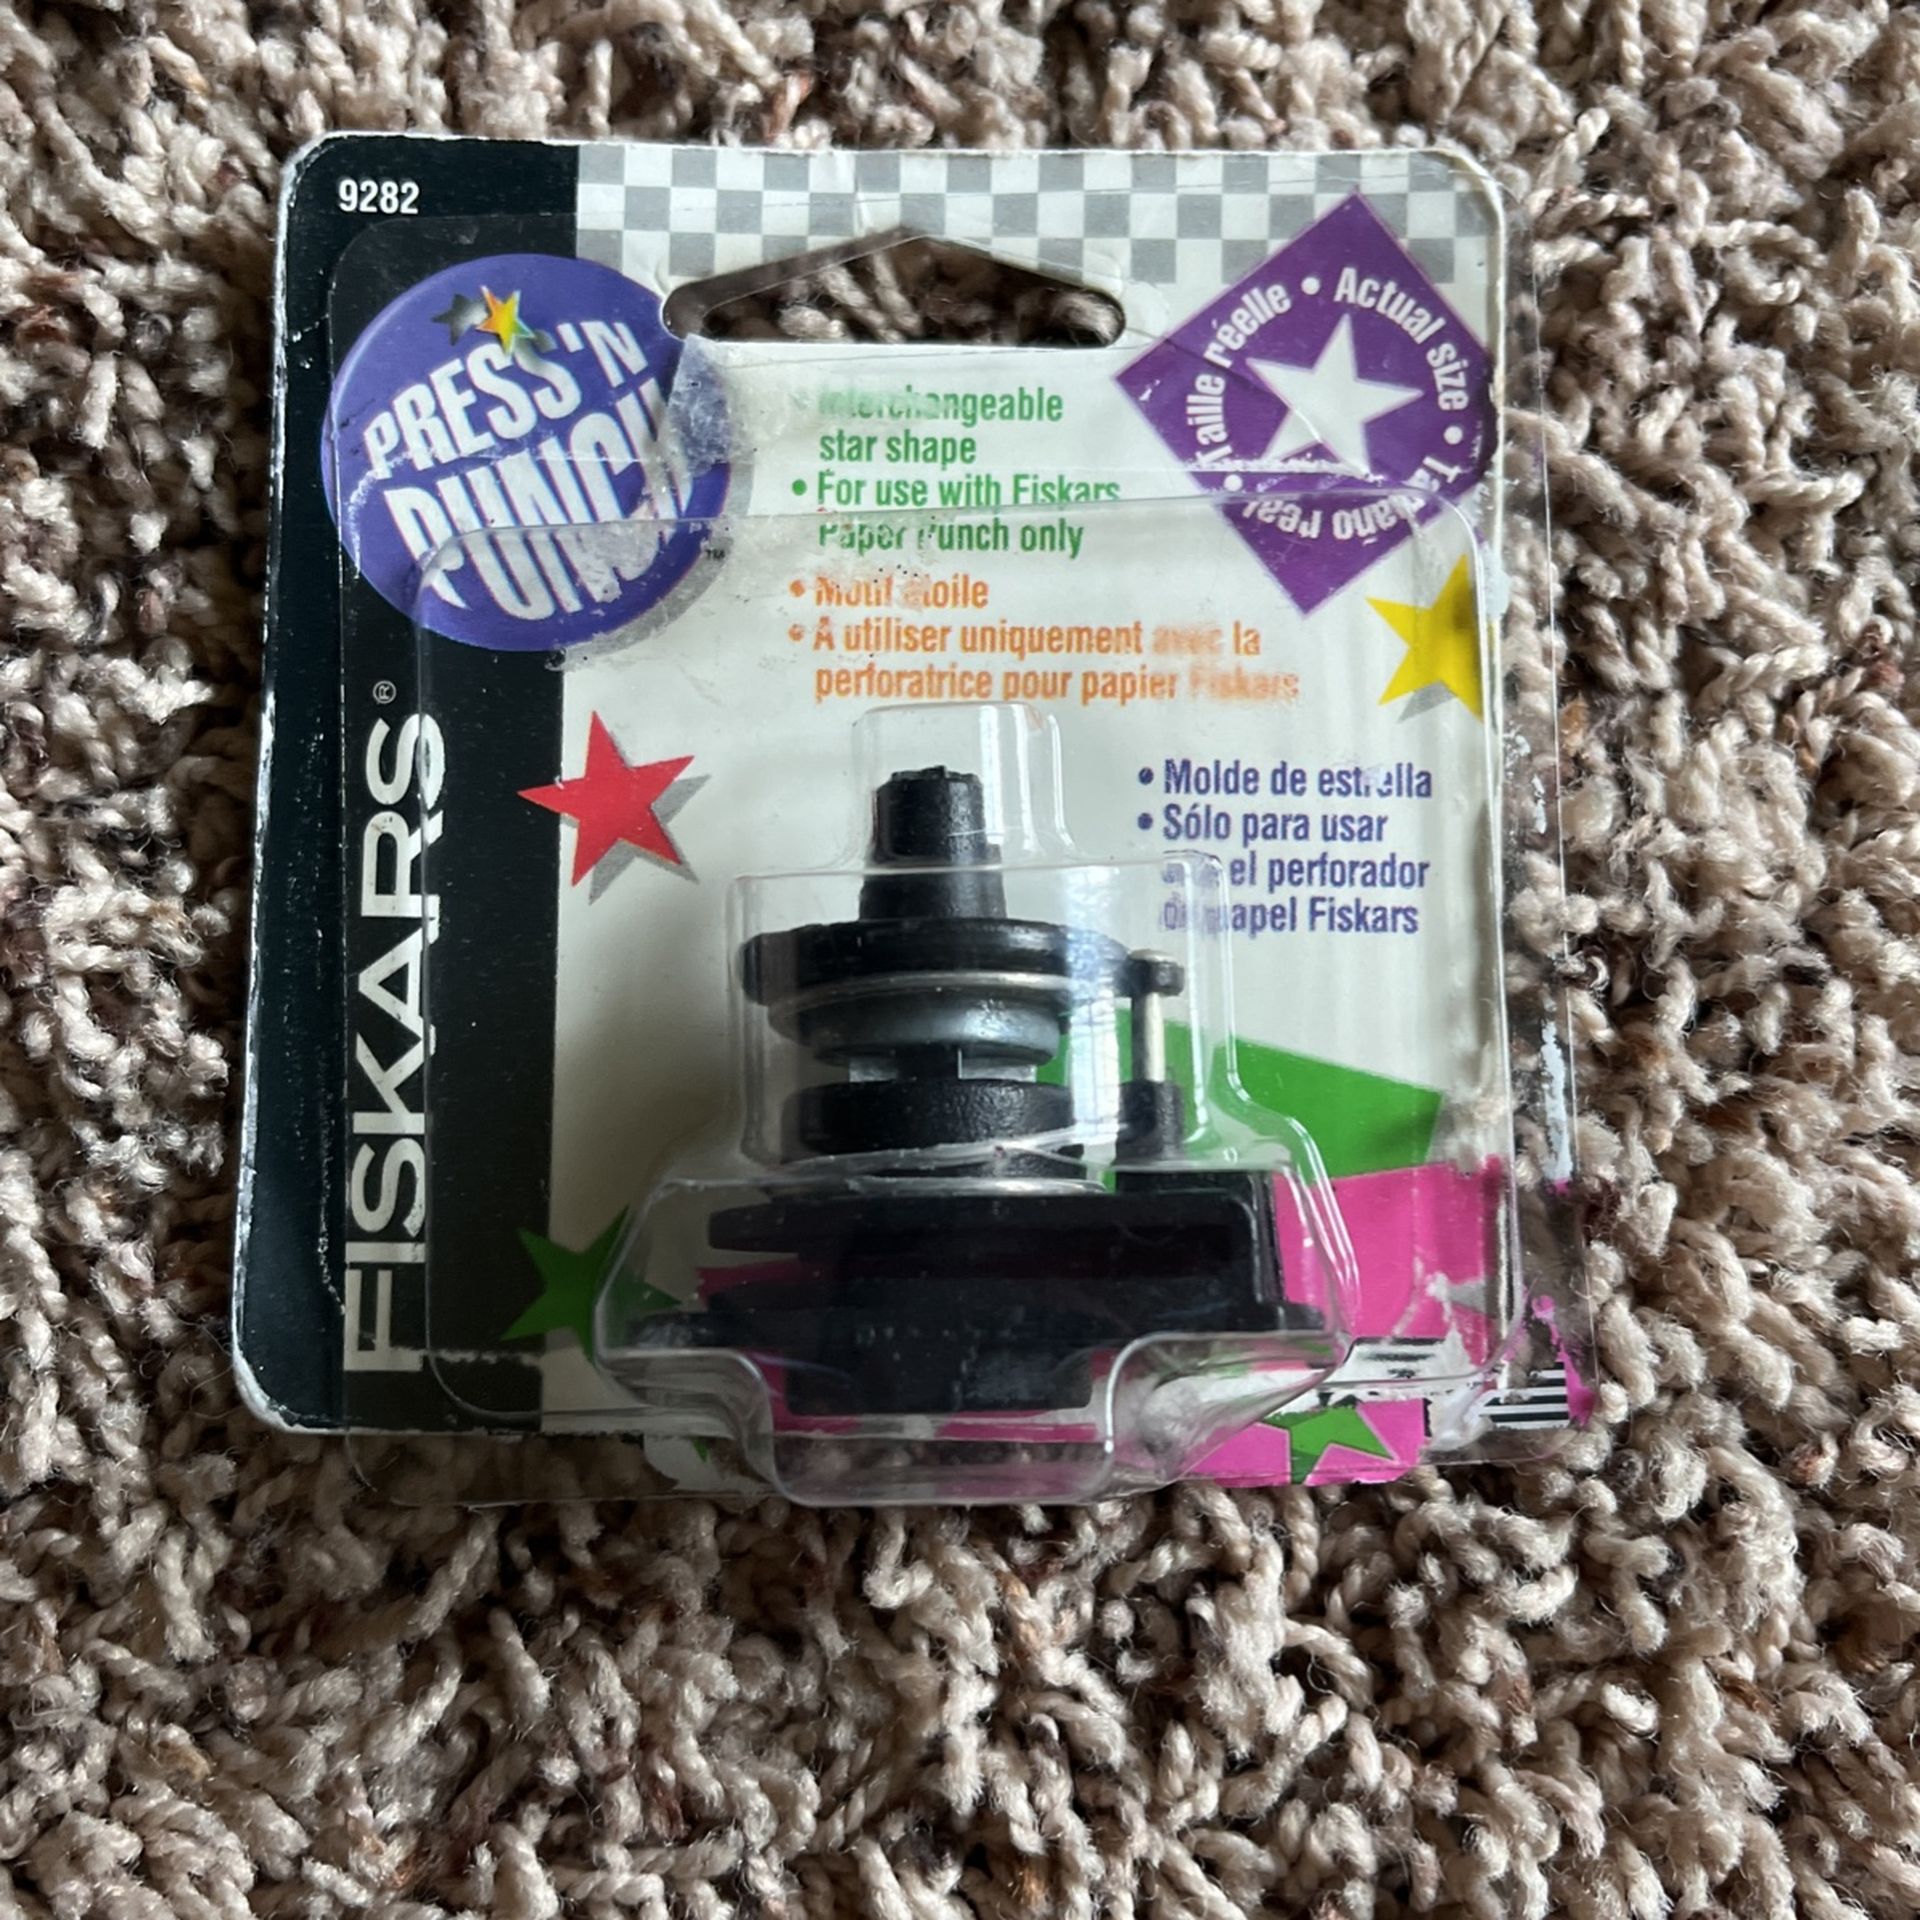 9282
PRESS'N
PUNCH
™
FISKARS®
• Interchangeable
star shape
• For use with Fiskars
Paper Punch only
• Motif étoile
• À utiliser uniquement avec la
perforatrice pour papier Fiskars
• Molde de estrella
• Sólo para usar
el perforador
papel Fiskars
Taille réelle • Actual size • Tamaño real •